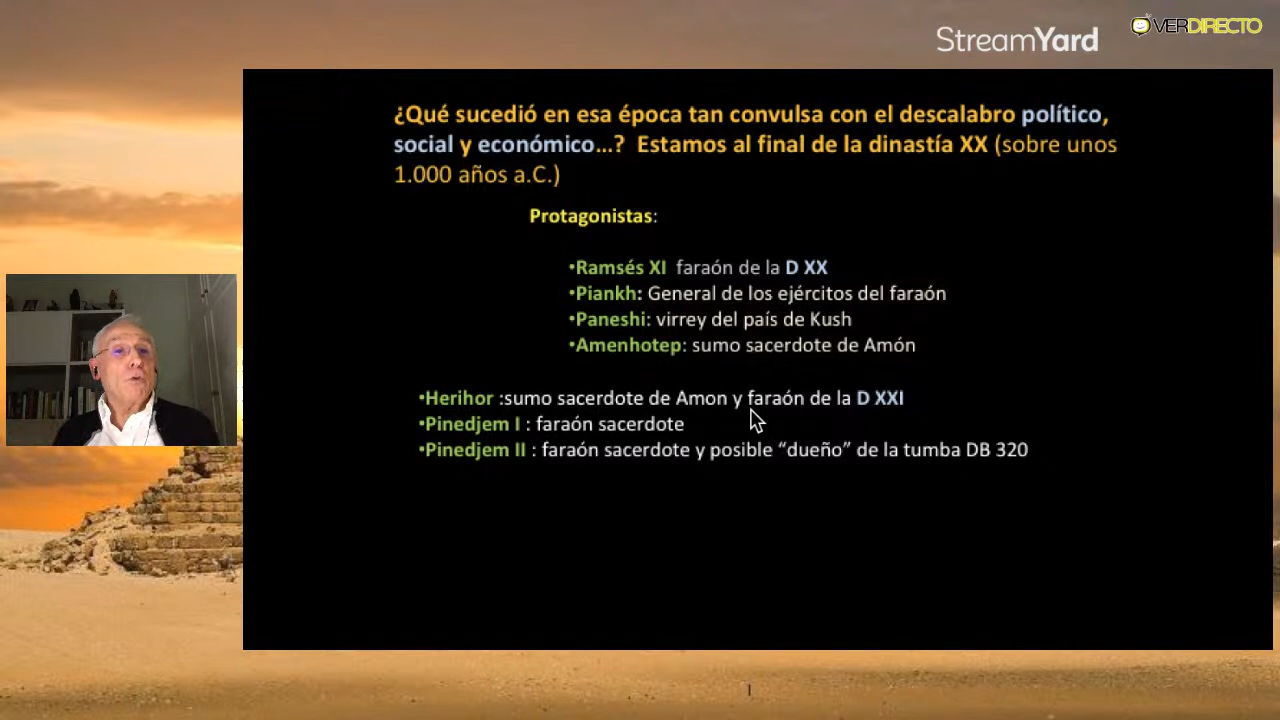 StreamYard
OVERDIRECTO
¿Qué sucedió en esa época tan convulsa con el descalabro político,
social y económico...?  Estamos al final de la dinastía XX (sobre unos
1.000 años a.C.)
Protagonistas:
•Ramsés XI  faraón de la D XX
•Piankh: General de los ejércitos del faraón
•Paneshi: virrey del país de Kush
•Amenhotep: sumo sacerdote de Amón
•Herihor :sumo sacerdote de Amon y faraón de la D XXI
•Pinedjem I : faraón sacerdote
•Pinedjem II : faraón sacerdote y posible “dueño” de la tumba DB 320